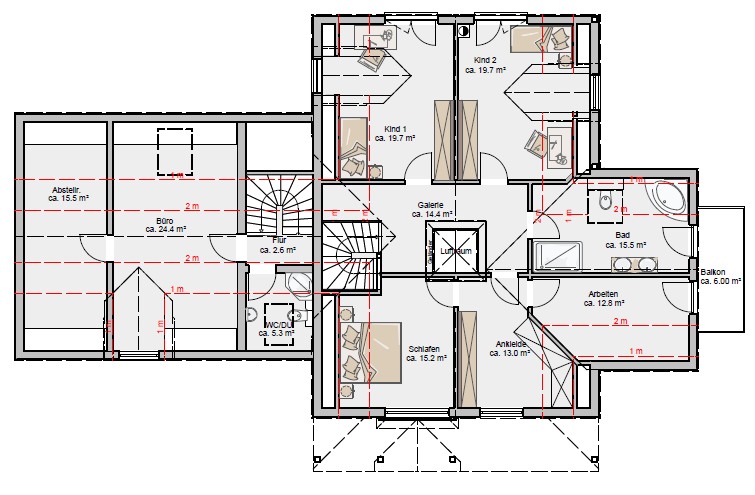 Kind 2
ca. 19.7 m²
Kind 1
ca. 19.7 m²
1 m
1 m
Abstellr.
ca. 15.5 m²
2 m
Galerie
ca. 14.4 m²
2 m
Büro
ca. 24.4 m²
Flur
ca. 2.6 m²
Bad
ca. 15.5 m²
Luftraum
2 m
Balkon
ca. 6.00 m²
1 m
Arbeiten
ca. 12.8 m²
WC/DU
ca. 5.3 m²
1 m
1 m
2 m
1 m
2 m
Schlafen
ca. 15.2 m²
Ankleide
ca. 13.0 m²
1 m